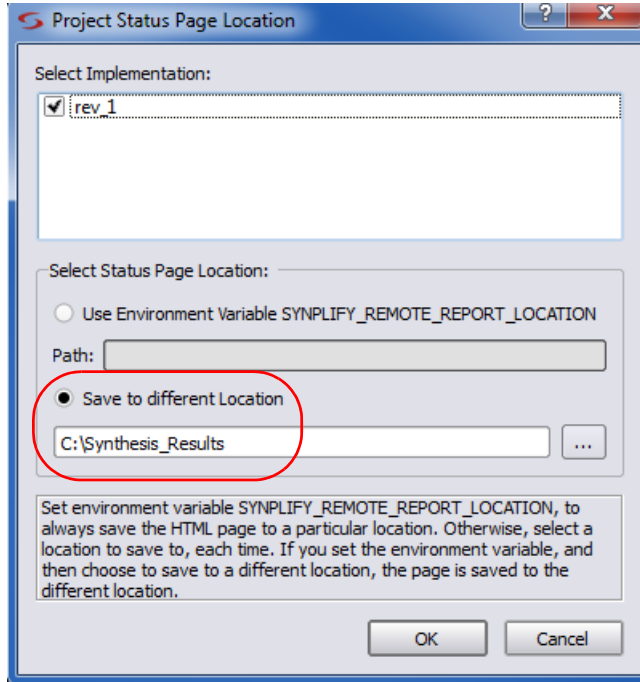 Project Status Page Location
?
X
Select Implementation:
rev_1
Select Status Page Location:
Use Environment Variable SYNPLIFY_REMOTE_REPORT_LOCATION
Path:
Save to different Location
C:\Synthesis_Results
...
Set environment variable SYNPLIFY_REMOTE_REPORT_LOCATION, to
always save the HTML page to a particular location. Otherwise, select a
location to save to, each time. If you set the environment variable, and
then choose to save to a different location, the page is saved to the
different location.
OK
Cancel